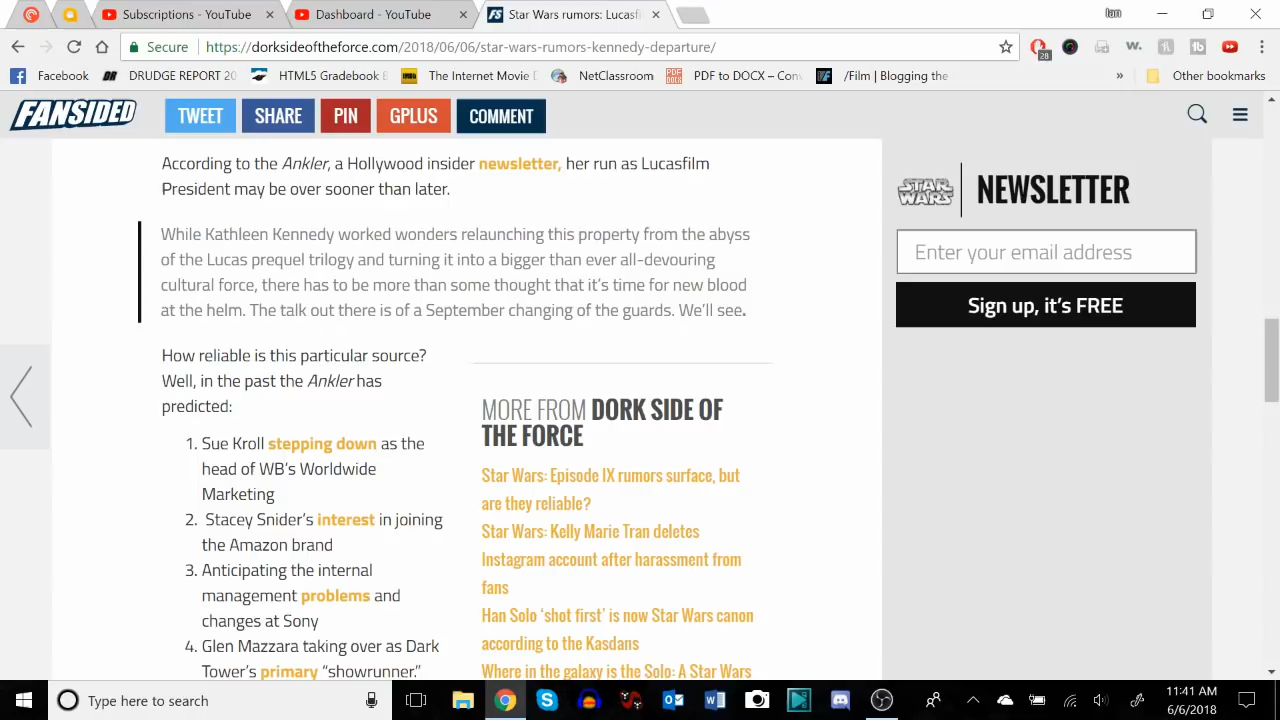 Subscriptions - YouTube
Dashboard - YouTube
FS
Star Wars rumors: Lucasfi
Ian
Secure
https://dorksideoftheforce.com/2018/06/06/star-wars-rumors-kennedy-departure/
28
W.
Facebook
DR
DRUDGE REPORT 20
HTML5 Gradebook E
The Internet Movie D
NetClassroom
PDF to DOCX – Conv
/Film | Blogging the
»
Other bookmarks
FANSIDED
TWEET
SHARE
PIN
GPLUS
COMMENT
According to the Ankler, a Hollywood insider newsletter, her run as Lucasfilm
President may be over sooner than later.
While Kathleen Kennedy worked wonders relaunching this property from the abyss
of the Lucas prequel trilogy and turning it into a bigger than ever all-devouring
cultural force, there has to be more than some thought that it's time for new blood
at the helm. The talk out there is of a September changing of the guards. We'll see.
How reliable is this particular source?
Well, in the past the Ankler has
predicted:
1. Sue Kroll stepping down as the
head of WB's Worldwide
Marketing
2. Stacey Snider's interest in joining
the Amazon brand
3. Anticipating the internal
management problems and
changes at Sony
4. Glen Mazzara taking over as Dark
Tower's primary "showrunner."
MORE FROM DORK SIDE OF
THE FORCE
Star Wars: Episode IX rumors surface, but
are they reliable?
Star Wars: Kelly Marie Tran deletes
Instagram account after harassment from
fans
Han Solo 'shot first' is now Star Wars canon
according to the Kasdans
Where in the galaxy is the Solo: A Star Wars
STAR WARS
NEWSLETTER
Enter your email address
Sign up, it's FREE
Type here to search
11:41 AM
6/6/2018